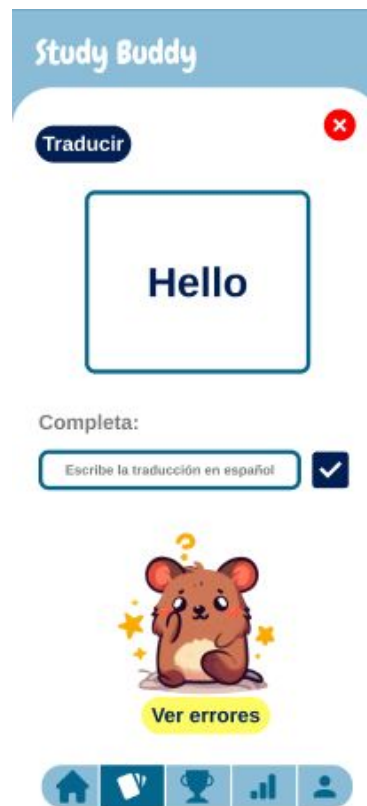 Study Buddy
Traducir
Hello
Completa:
Escribe la traducción en español
Ver errores